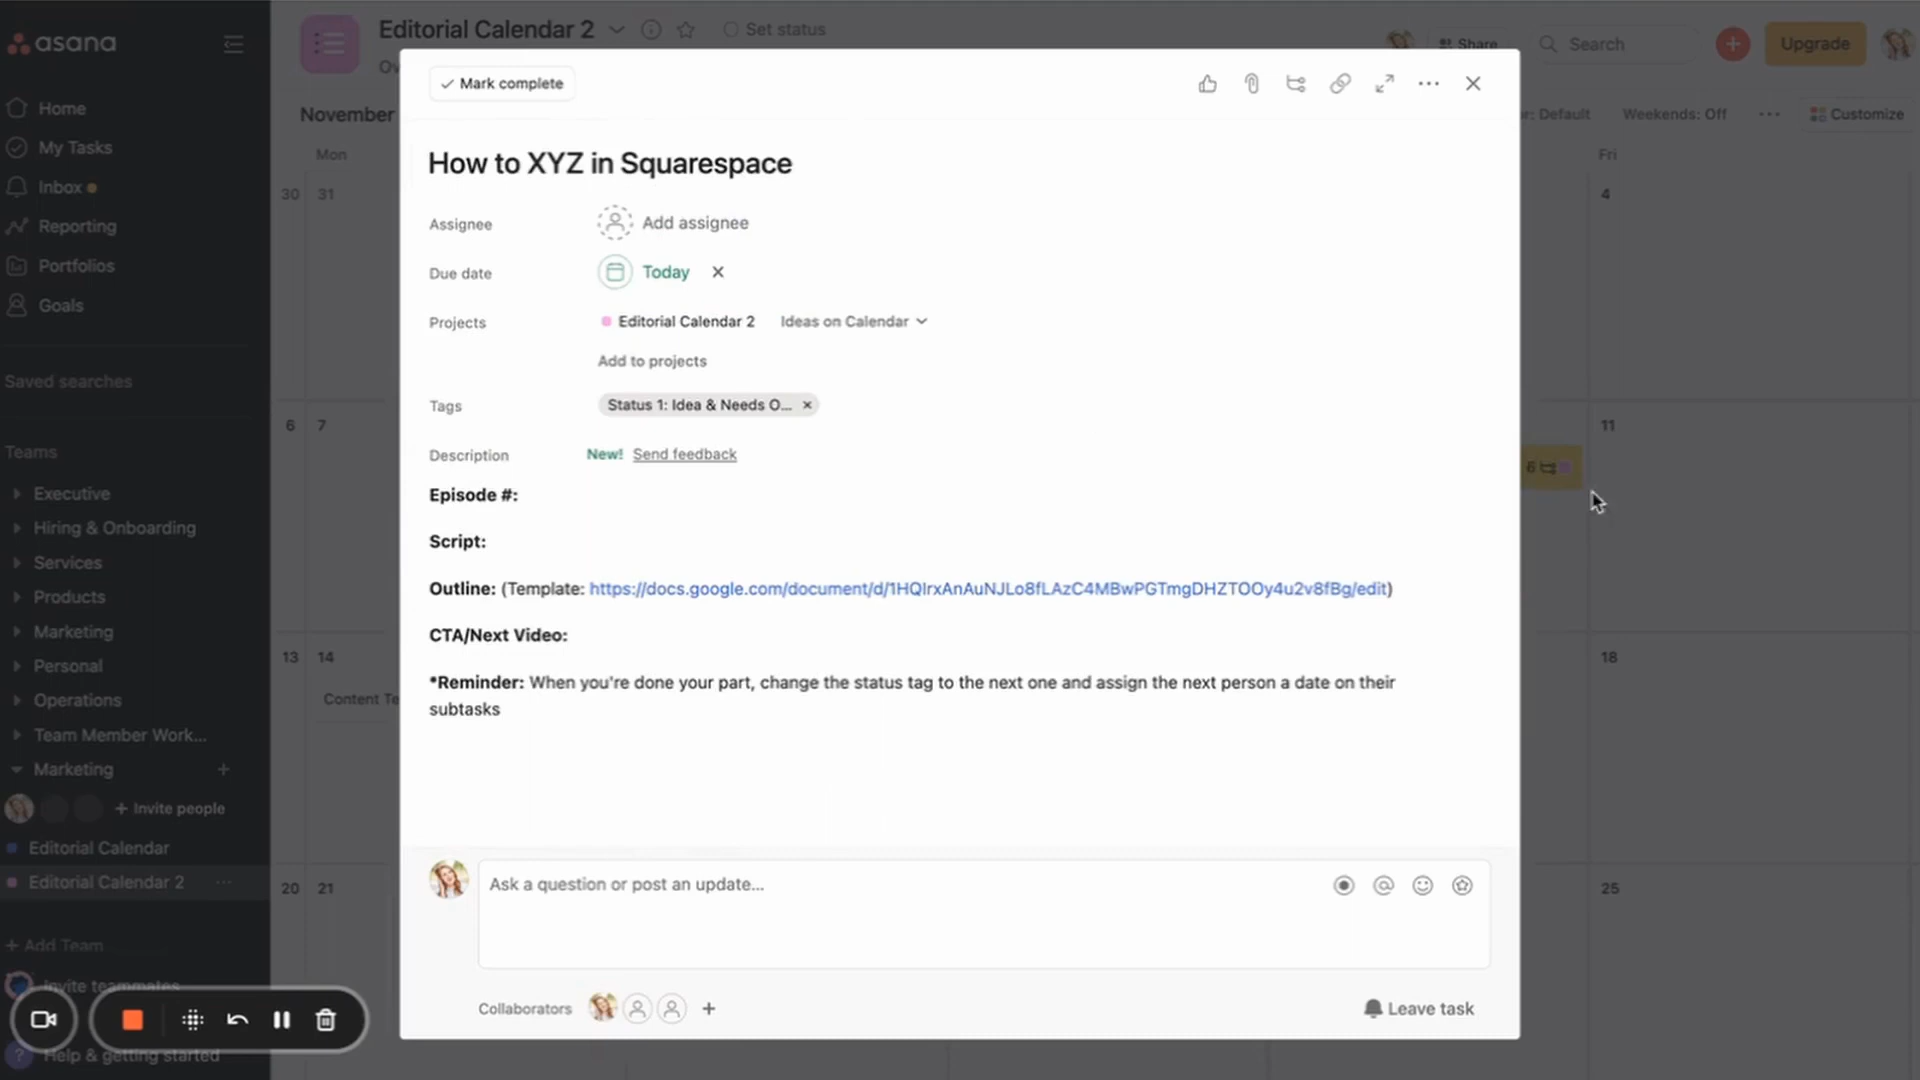 asana
Home
My Tasks
Inbox
Reporting
Portfolios
Goals
Saved searches
Teams
Executive
Hiring & Onboarding
Services
Products
Marketing
Personal
Operations
Team Member Work...
Marketing
+
+ Invite people
Editorial Calendar
Editorial Calendar 2
...
+ Add Team
Invite teammates
? Help & getting started
Editorial Calendar 2
Set status
Share
Search
Upgrade
November
Weekends: Off
Customize
: Default
Mon
Fri
30 31
4
6 7
11
6
13 14
18
Content Te
20 21
25
Mark complete
How to XYZ in Squarespace
Assignee
Add assignee
Due date
Today
Projects
Editorial Calendar 2 Ideas on Calendar
Add to projects
Tags
Status 1: Idea & Needs O...
Description
New! Send feedback
Episode #:
Script:
Outline: (Template: https://docs.google.com/document/d/1HQIrxAnAuNJLo8fLAzC4MBwPGTmgDHZTOOy4u2v8fBg/edit)
CTA/Next Video:
*Reminder: When you're done your part, change the status tag to the next one and assign the next person a date on their
subtasks
Ask a question or post an update...
Collaborators
+
Leave task